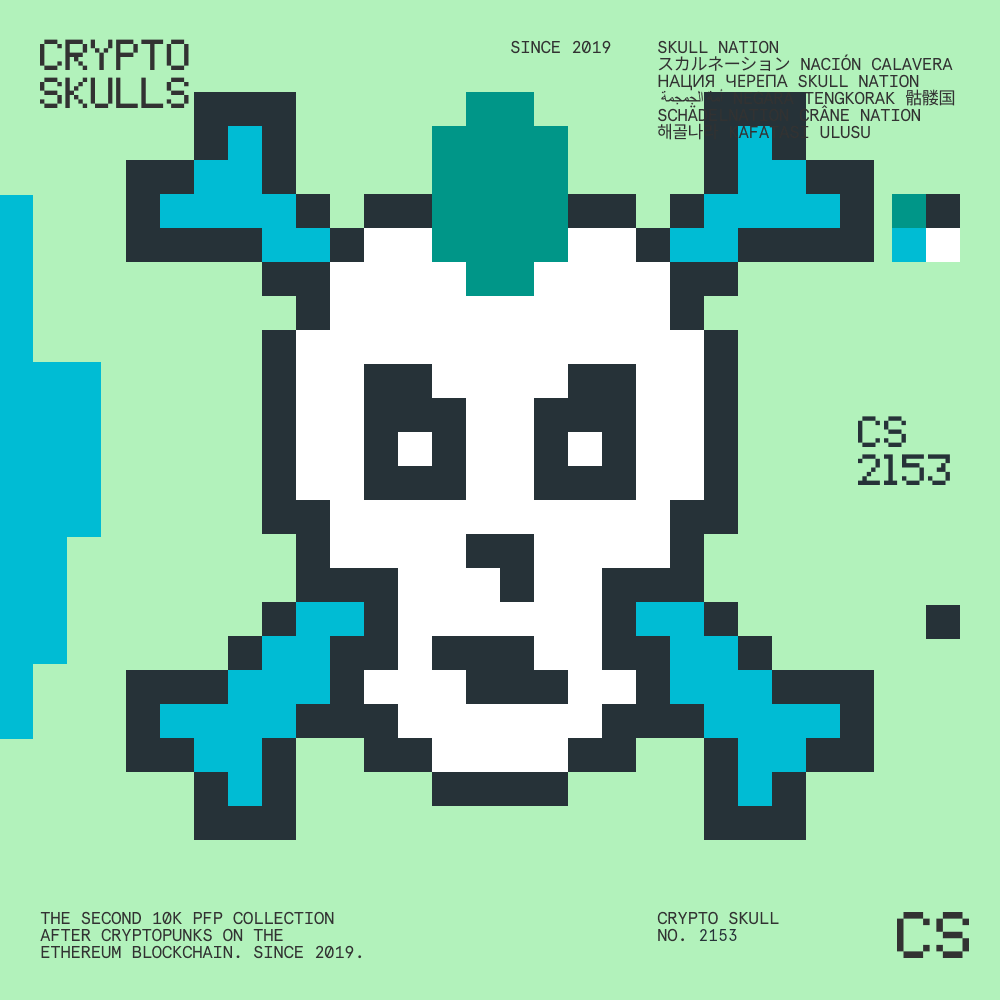 CRYPTO
SKULLS
SINCE 2019
SKULL NATION
スカルネーション NACIÓN CALAVERA
НАЦИЯ ЧЕРЕПА SKULL NATION
TENGKORAK 骷髅国
CRÂNE NATION
해골나 ULUSU
CS
2153
THE SECOND 10K PFP COLLECTION
AFTER CRYPTOPUNKS ON THE
ETHEREUM BLOCKCHAIN. SINCE 2019.
CRYPTO SKULL
NO. 2153
CS